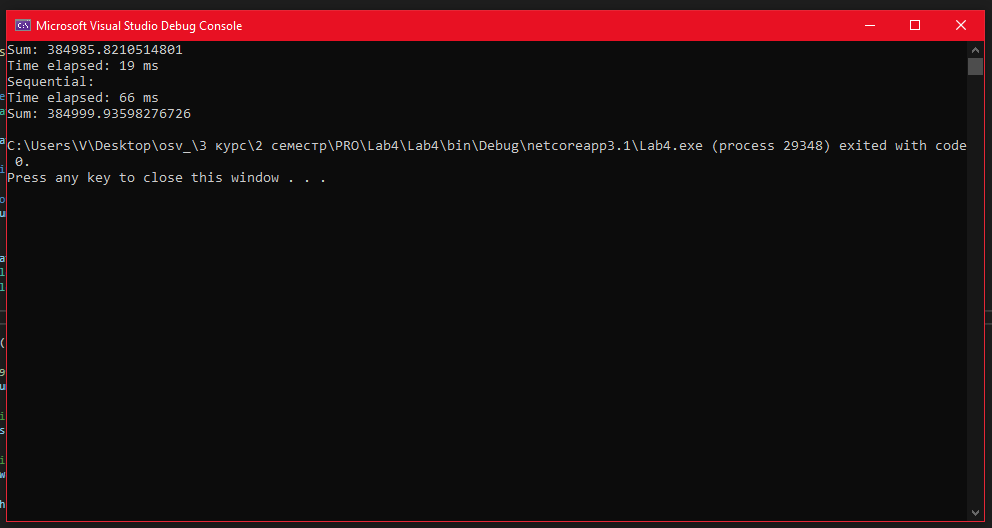 Microsoft Visual Studio Debug Console
Sum: 384985.8210514801
Time elapsed: 19 ms
Sequential:
Time elapsed: 66 ms
Sum: 384999.93598276726
C:\Users\V\Desktop\osv_\3 курс\2 семестр\PRO\Lab4\Lab4\bin\Debug\netcoreapp3.1\Lab4.exe (process 29348) exited with code
0.
Press any key to close this window . . .